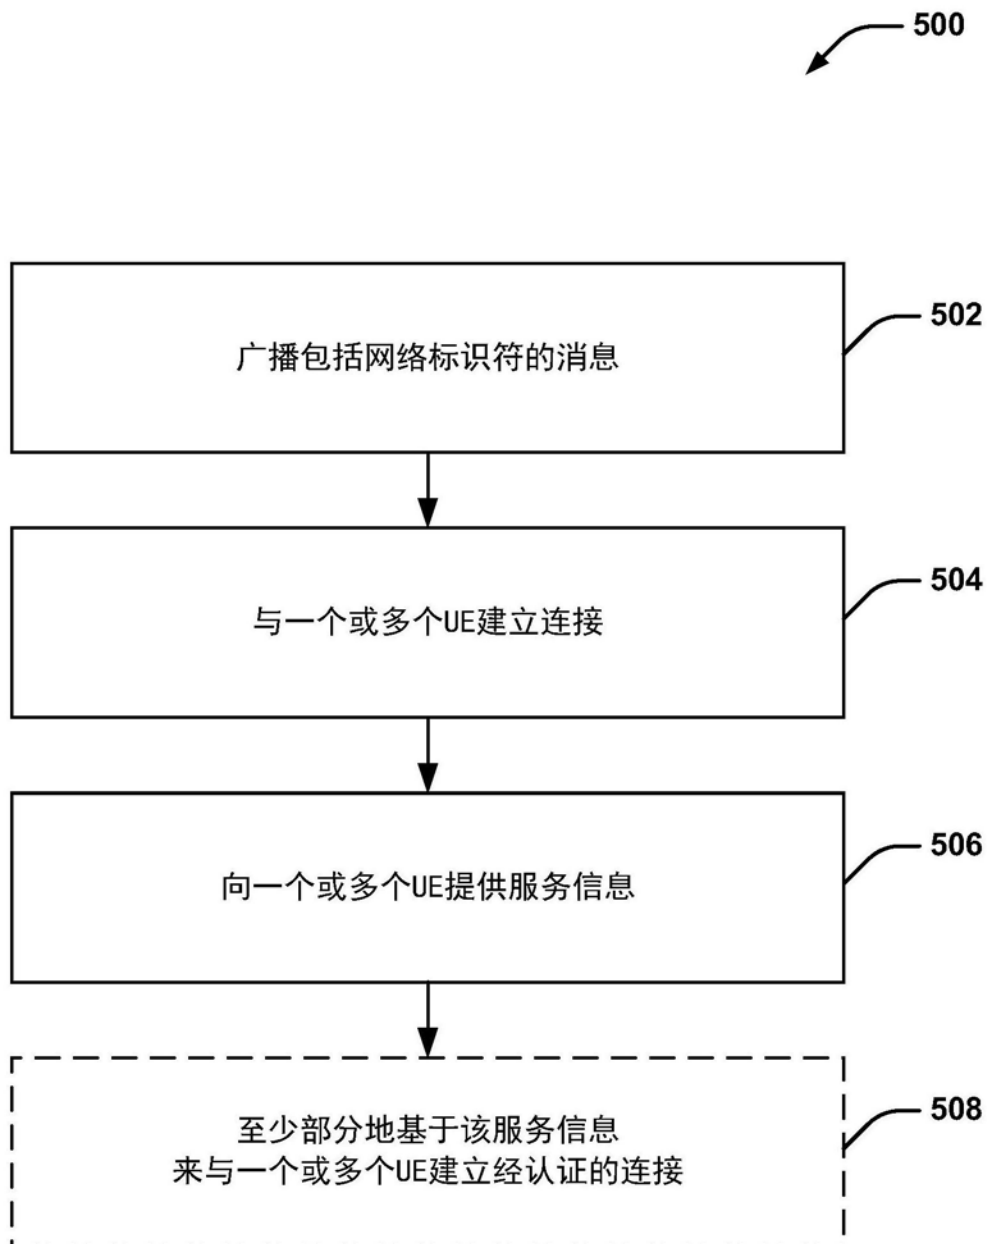 500
广播包括网络标识符的消息
502
与一个或多个UE建立连接
504
向一个或多个UE提供服务信息
506
至少部分地基于该服务信息
来与一个或多个UE建立经认证的连接
508